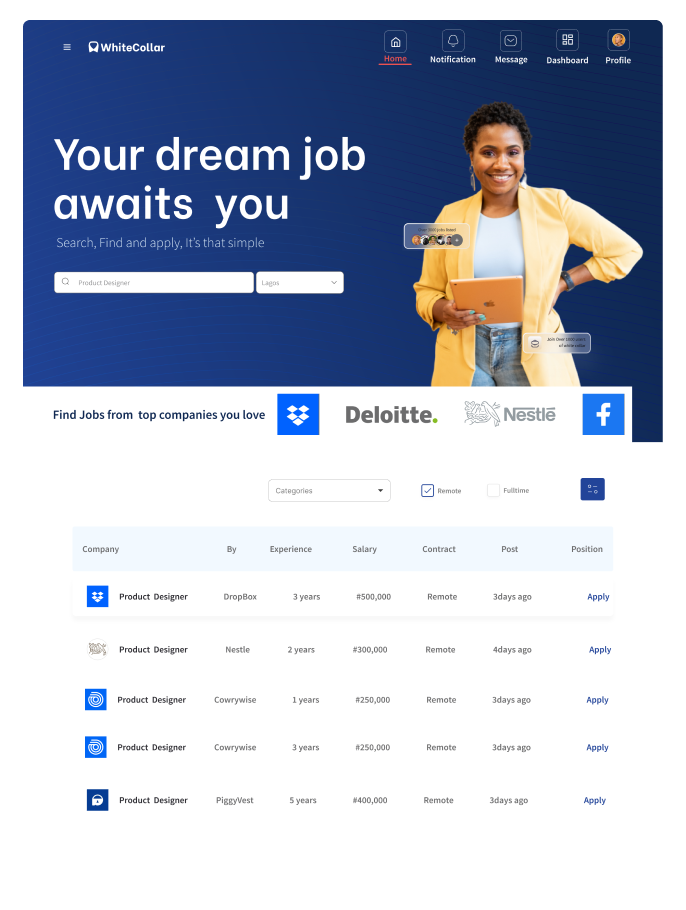 WhiteCollar
Home
Notification
Message
Dashboard
Profile
Your dream job
awaits you
Search, Find and apply, It's that simple
Product Designer
Lagos
jobs listed
+
Join Over
of white collar
Find Jobs from top companies you love
Deloitte.
Nestlé
Categories
Remote
Fulltime
Company By Experience Salary Contract Post Position
Product Designer DropBox 3 years #500,000 Remote 3days ago Apply
Product Designer Nestle 2 years #300,000 Remote 4days ago Apply
Product Designer Cowrywise 1 years #250,000 Remote 3days ago Apply
Product Designer Cowrywise 3 years #250,000 Remote 3days ago Apply
Product Designer PiggyVest 5 years #400,000 Remote 3days ago Apply